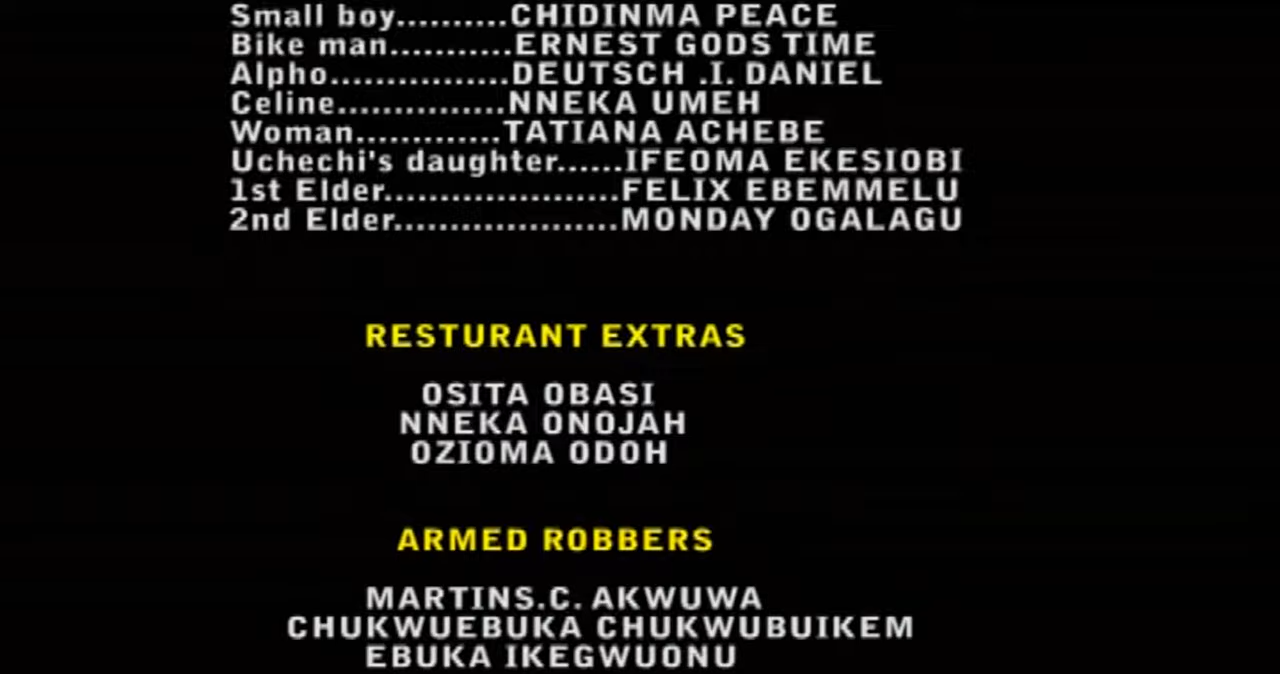 Small boy..........CHIDINMA PEACE
Bike man...........ERNEST GODS TIME
Alpho................DEUTSCH .I. DANIEL
Celine...............NNEKA UMEH
Woman.............TATIANA ACHEBE
Uchechi's daughter......IFEOMA EKESIOBI
1st Elder.....................FELIX EBEMMELU
2nd Elder....................MONDAY OGALAGU
RESTURANT EXTRAS
OSITA OBASI
NNEKA ONOJAH
OZIOMA ODOH
ARMED ROBBERS
MARTINS.C. AKWUWA
CHUKWUEBUKA CHUKWUBUIKEM
EBUKA IKEGWUONU